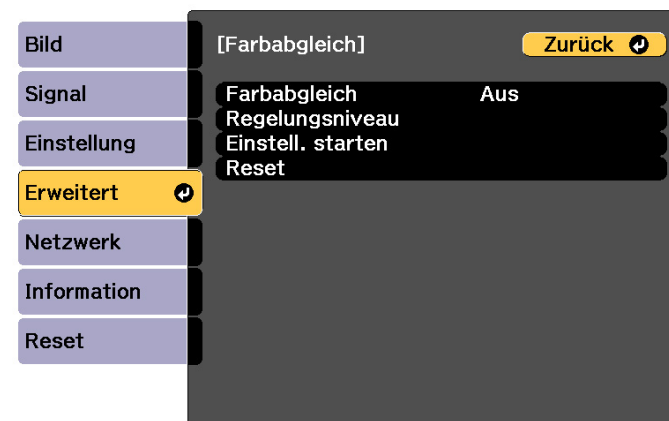 Bild
Signal
Einstellung
Erweitert
Netzwerk
Information
Reset
[Farbabgleich]
Zurück
Farbabgleich Aus
Regelungsniveau
Einstell. starten
Reset